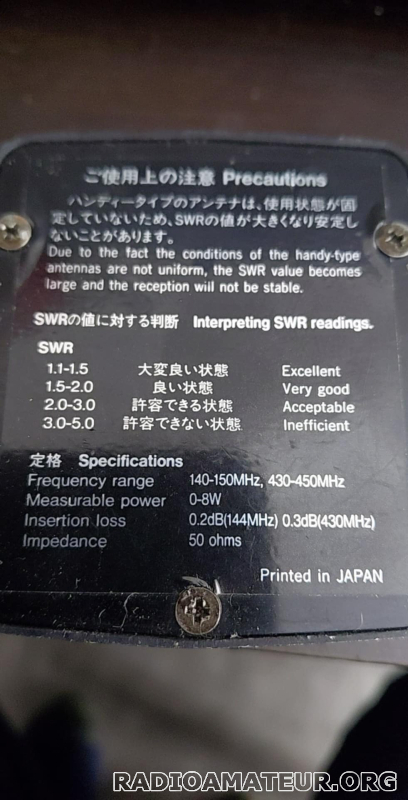 ご使用上の注意 Precautions
ハンディータイプのアンテナは、使用状態が固
定していないため、SWRの値が大きくなり安定し
ないことがあります。
Due to the fact the conditions of the handy-type
antennas are not uniform, the SWR value becomes
large and the reception will not be stable.
SWRの値に対する判断 Interpreting SWR readings.
SWR
1.1-1.5 大変良い状態 Excellent
1.5-2.0 良い状態 Very good
2.0-3.0 許容できる状態 Acceptable
3.0-5.0 許容できない状態 Inefficient
定格 Specifications
Frequency range 140-150MHz, 430-450MHz
Measurable power 0-8W
Insertion loss 0.2dB(144MHz) 0.3dB(430MHz)
Impedance 50 ohms
Printed in JAPAN
RADIOAMATEUR.ORG